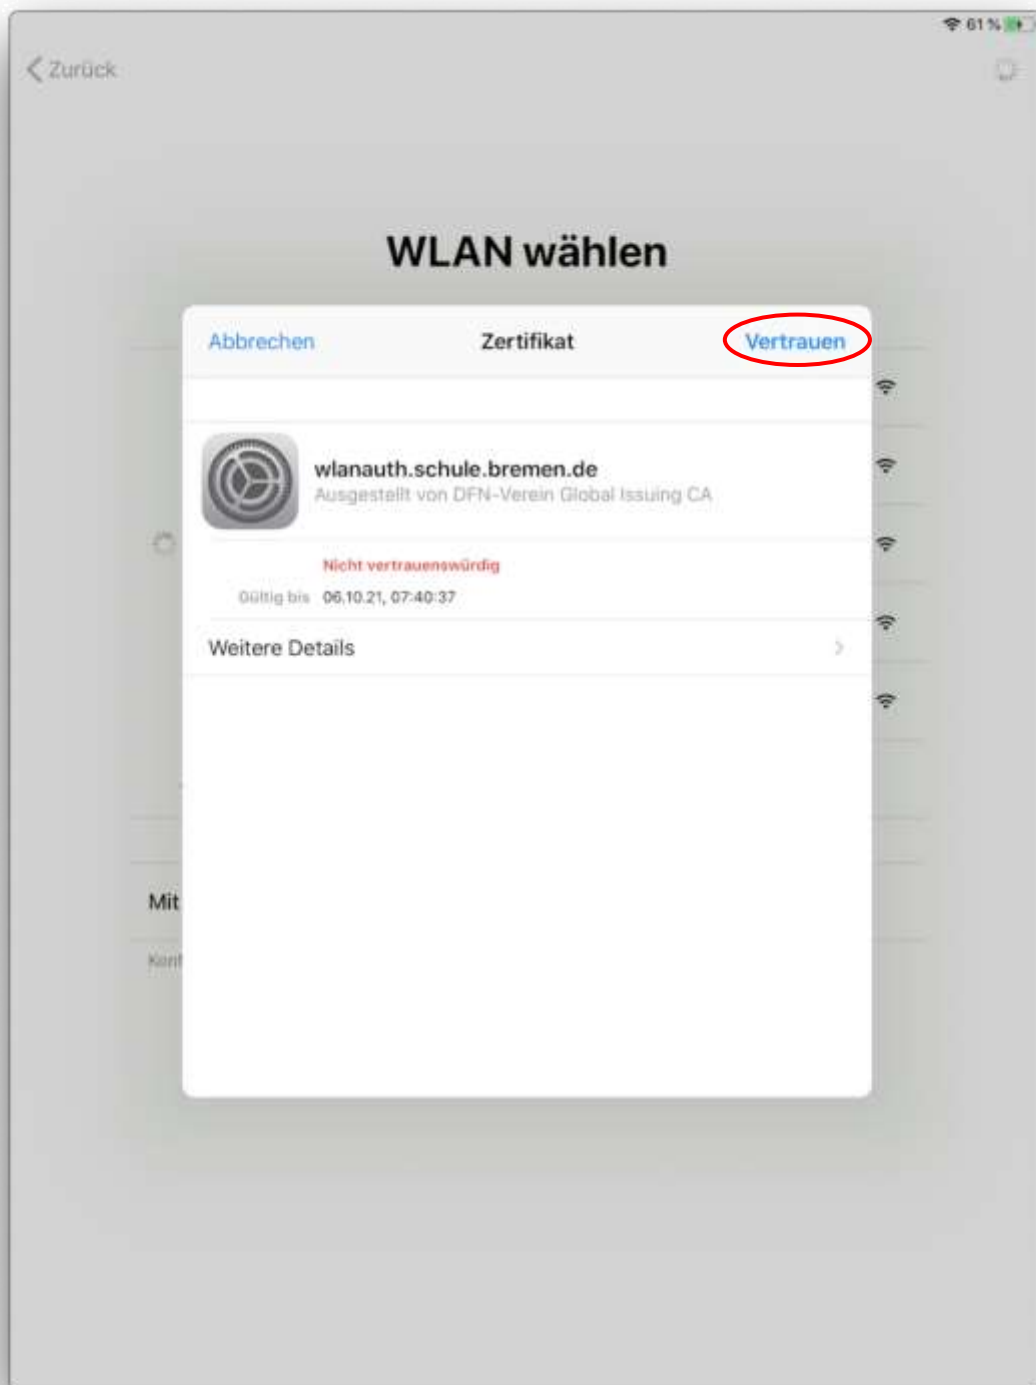 61 %
Zurück
WLAN wählen
Abbrechen
Zertifikat
Vertrauen
wlanauth.schule.bremen.de
Ausgestellt von DFN-Verein Global Issuing CA
Nicht vertrauenswürdig
Gültig bis 06.10.21, 07:40:37
Weitere Details
Mit
Konf